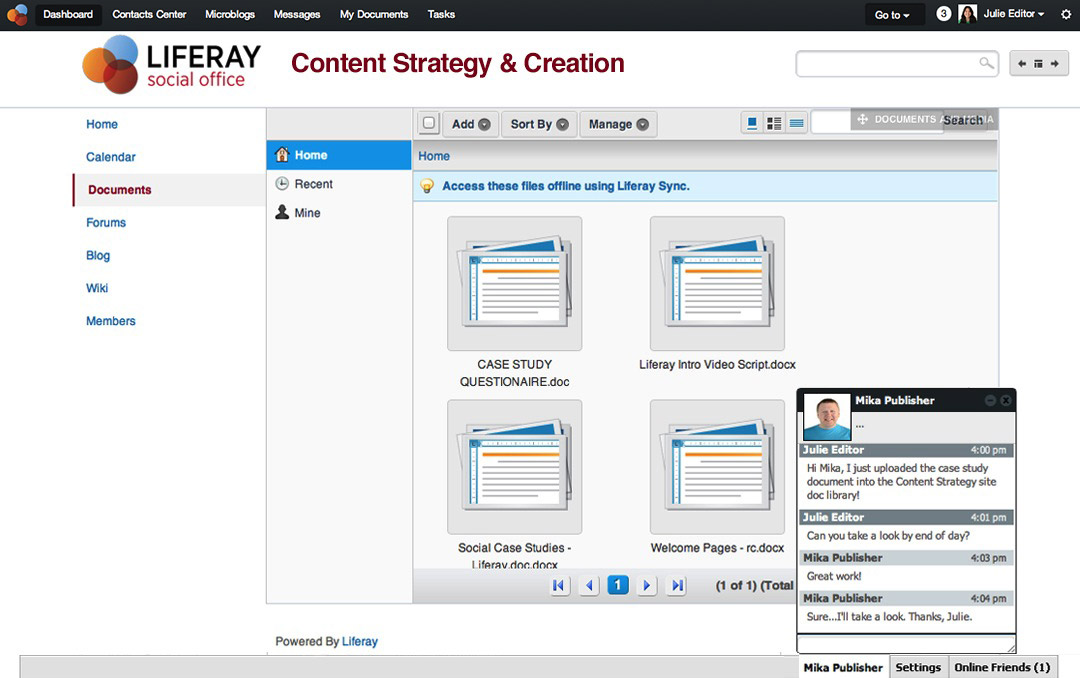 Dashboard Contacts Center Microblogs Messages My Documents Tasks Go to 3 Julie Editor
LIFERAY
social office
Content Strategy & Creation
Home
Calendar
Documents
Forums
Blog
Wiki
Members
Add Sort By Manage DOCUMENTS Search
Home
Recent
Mine
Home
Access these files offline using Liferay Sync.
CASE STUDY
QUESTIONAIRE.doc
Liferay Intro Video Script.docx
Social Case Studies -
Liferay.doc.docx
Welcome Pages - rc.docx
1 (1 of 1) (Total
Mika Publisher
...
Julie Editor 4:00 pm
Hi Mika, I just uploaded the case study
document into the Content Strategy site
doc library!
Julie Editor 4:01 pm
Can you take a look by end of day?
Mika Publisher 4:03 pm
Great work!
Mika Publisher 4:04 pm
Sure...I'll take a look. Thanks, Julie.
Powered By Liferay
Mika Publisher Settings Online Friends (1)